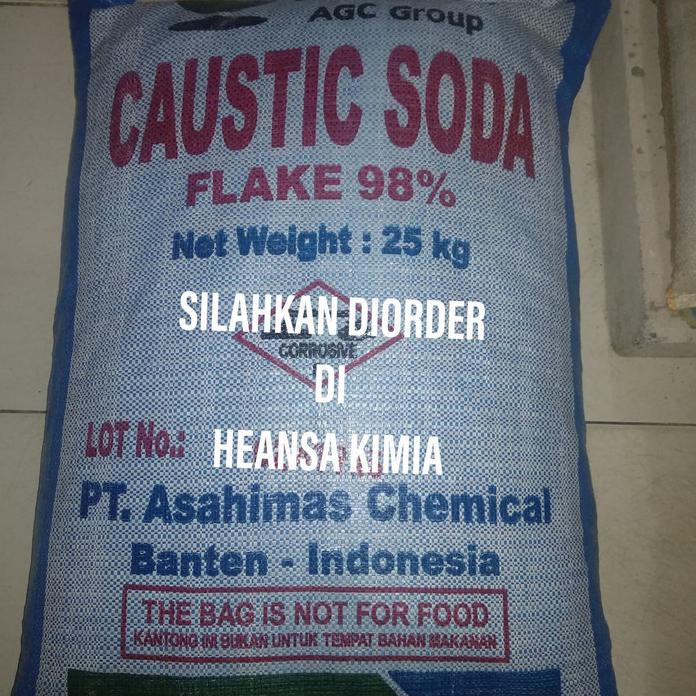 AGC Group
CAUSTIC SODA
FLAKE 98%
Net Weight : 25 kg
SILAHKAN DIORDER
CORROSIVE
DI
LOT No.:
HEANSA KIMIA
PT. Asahimas Chemical
Banten - Indonesia
THE BAG IS NOT FOR FOOD
KANTONG INI BUKAN UNTUK TEMPAT BAHAN MAKANAN